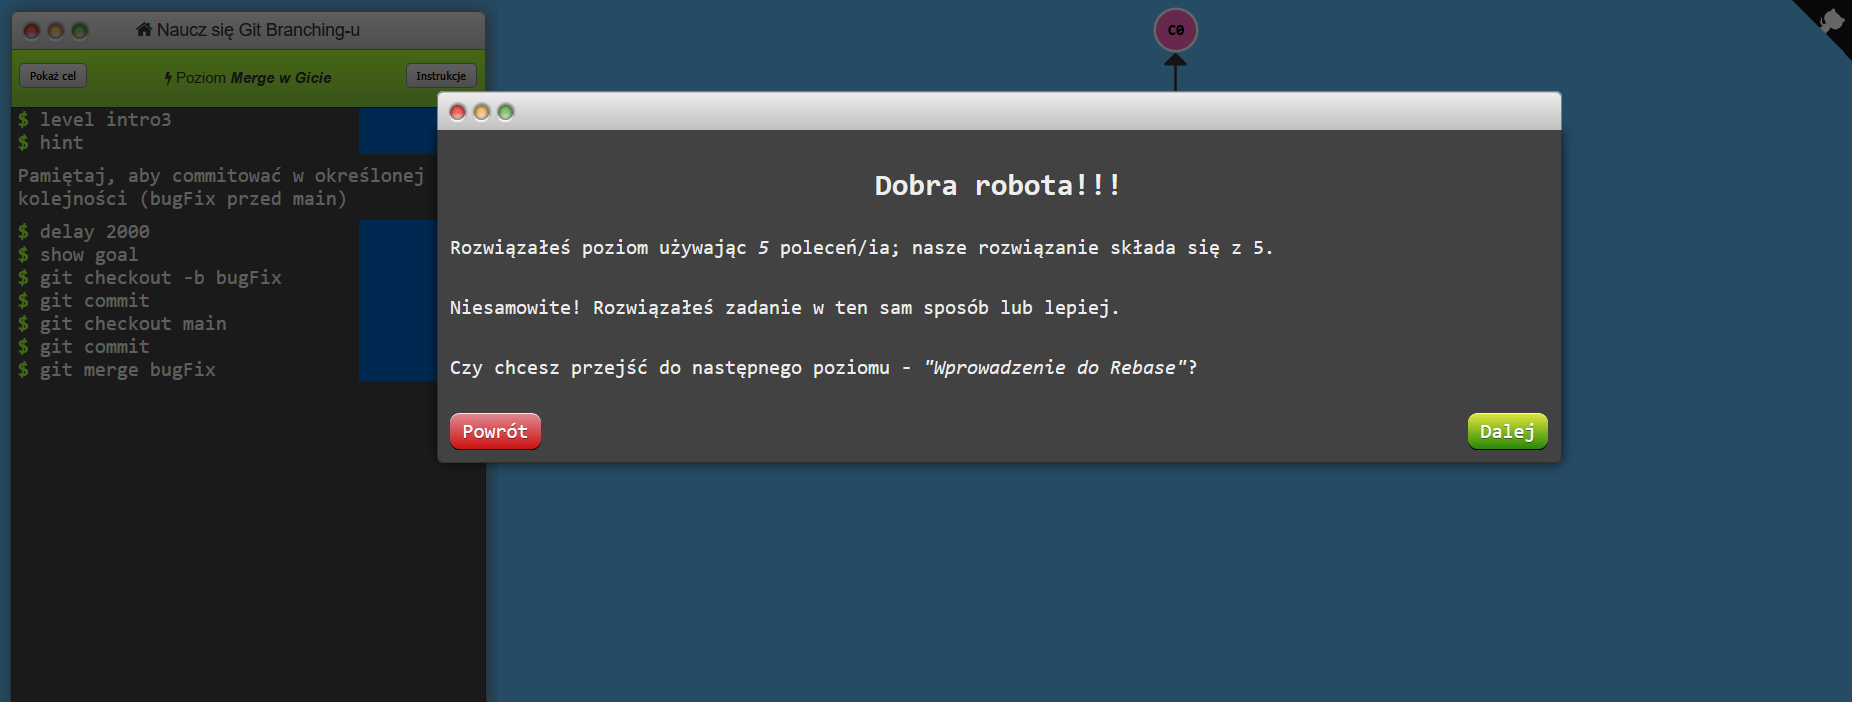 Naucz się Git Branching-u
Pokaż cel
Poziom Merge w Gicie
Instrukcje
$ level intro3
$ hint
Pamiętaj, aby commitować w określonej
kolejności (bugFix przed main)
$ delay 2000
$ show goal
$ git checkout -b bugFix
$ git commit
$ git checkout main
$ git commit
$ git merge bugFix
C0
Dobra robota!!!
Rozwiązałeś poziom używając 5 poleceń/ia; nasze rozwiązanie składa się z 5.
Niesamowite! Rozwiązałeś zadanie w ten sam sposób lub lepiej.
Czy chcesz przejść do następnego poziomu - "Wprowadzenie do Rebase"?
Powrót
Dalej